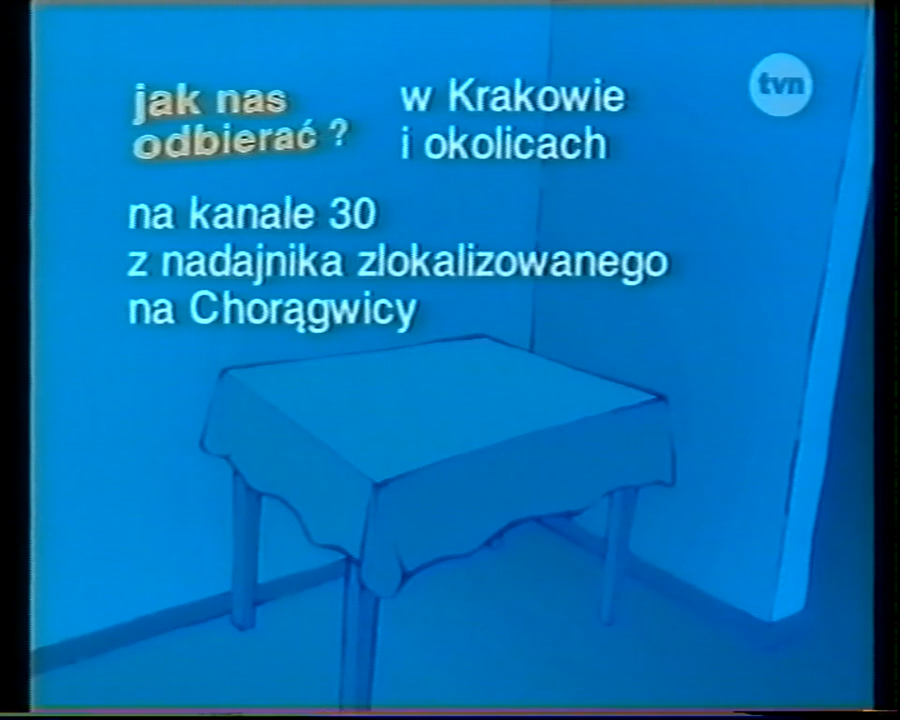 jak nas
odbierać ?
w Krakowie
i okolicach
tvn
na kanale 30
z nadajnika zlokalizowanego
na Chorągwicy